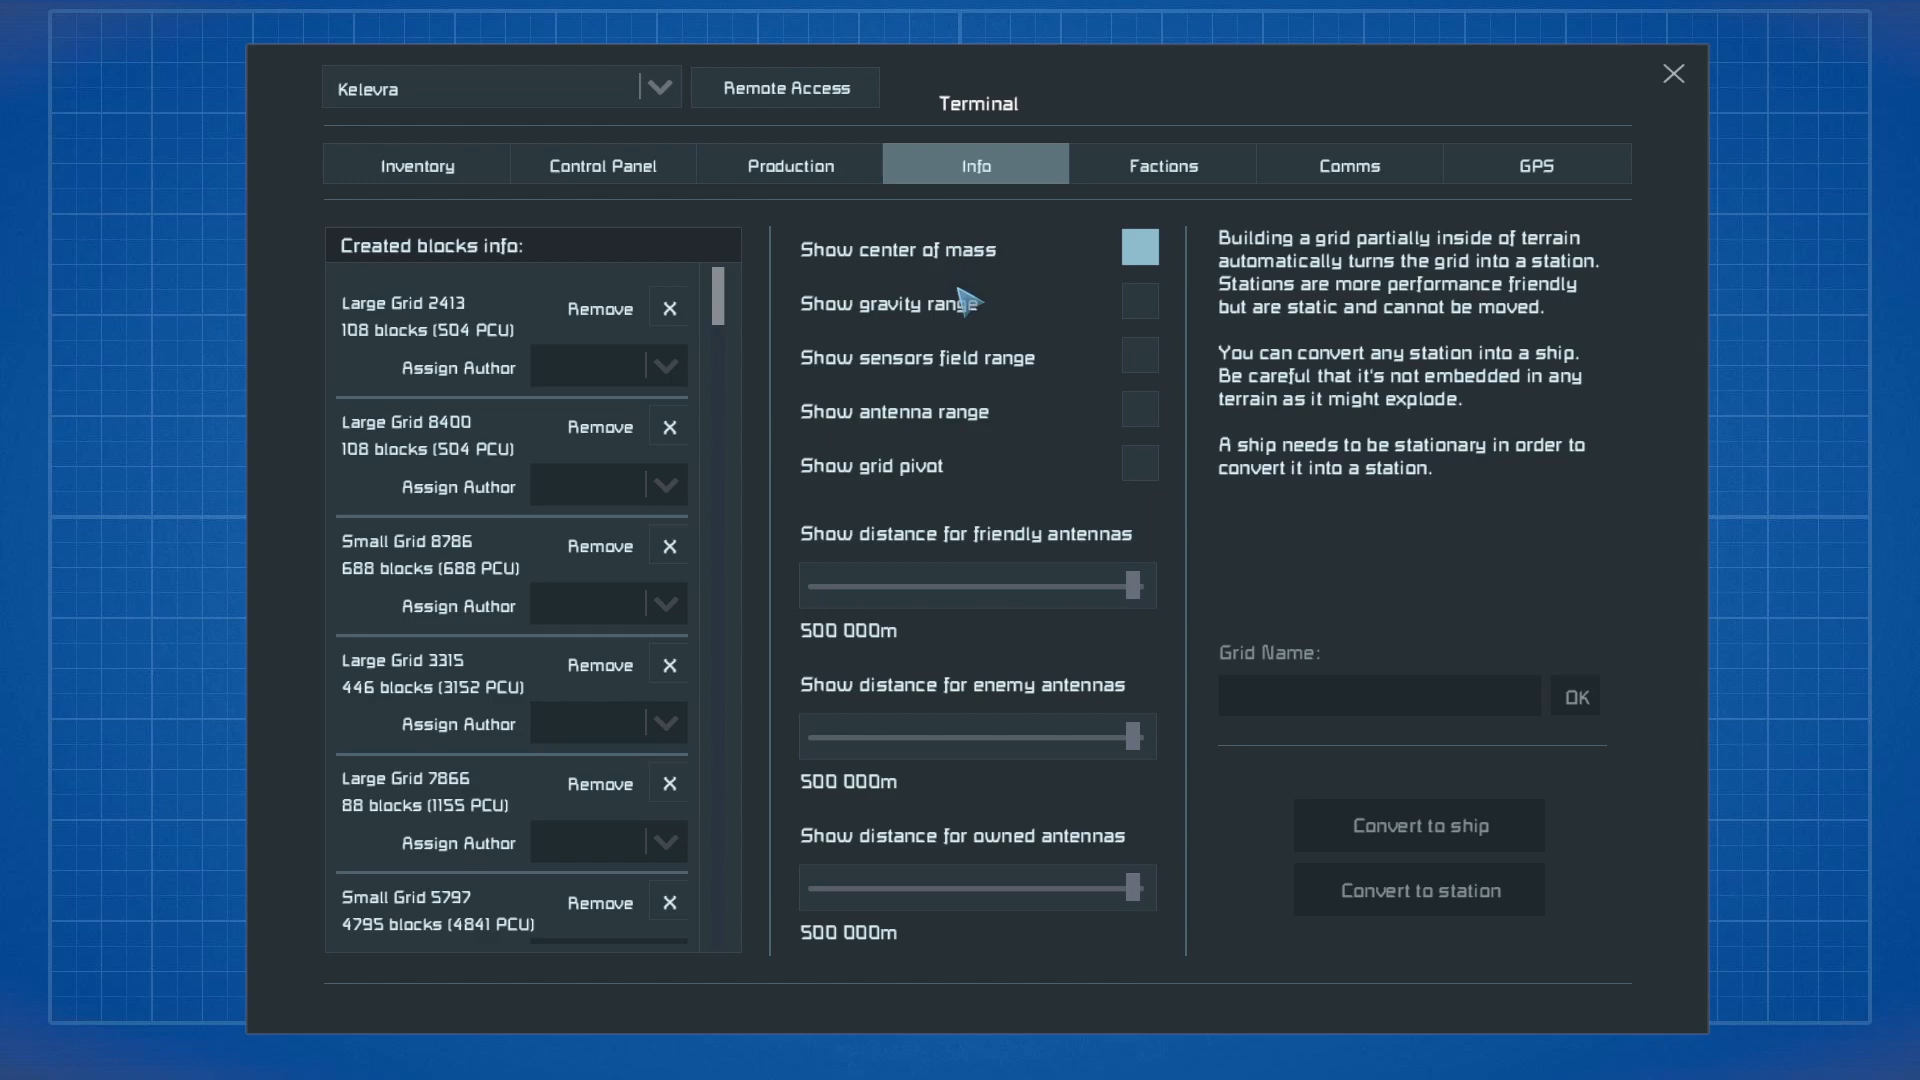 Kelevra
Remote Access
Terminal
Inventory
Control Panel
Production
Info
Factions
Comms
GPS
Created blocks info:
Large Grid 2413
108 blocks (504 PCU)
Remove
Assign Author
Large Grid 8400
108 blocks (504 PCU)
Remove
Assign Author
Small Grid 8786
688 blocks (688 PCU)
Remove
Assign Author
Large Grid 3315
446 blocks (3152 PCU)
Remove
Assign Author
Large Grid 7866
88 blocks (1155 PCU)
Remove
Assign Author
Small Grid 5797
4795 blocks (4841 PCU)
Remove
Show center of mass
Show gravity range
Show sensors field range
Show antenna range
Show grid pivot
Show distance for friendly antennas
500 000m
Show distance for enemy antennas
500 000m
Show distance for owned antennas
500 000m
Building a grid partially inside of terrain
automatically turns the grid into a station.
Stations are more performance friendly
but are static and cannot be moved.
You can convert any station into a ship.
Be careful that it's not embedded in any
terrain as it might explode.
A ship needs to be stationary in order to
convert it into a station.
Grid Name:
OK
Convert to ship
Convert to station